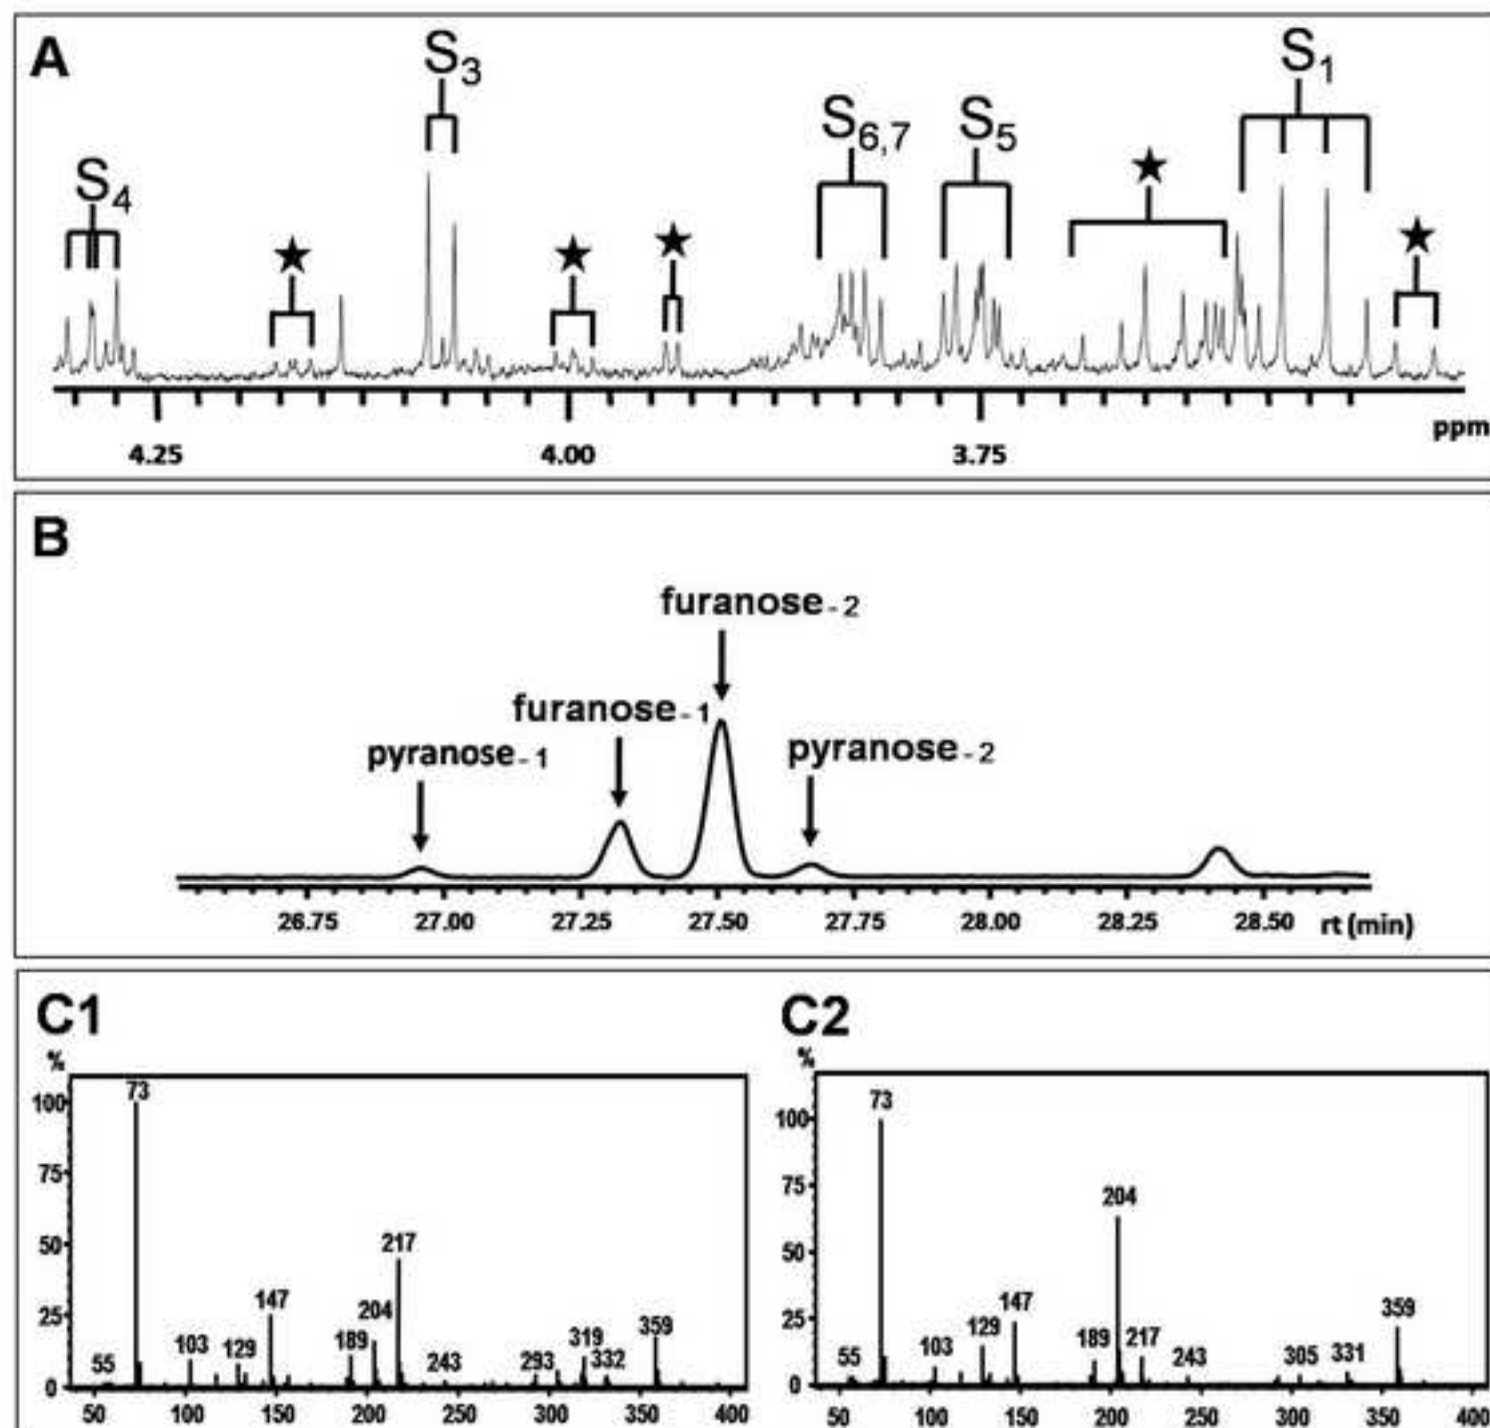 A
S3
S1
S6,7
S5
★
S4
★
★
★
★
ppm
4.25
4.00
3.75
B
furanose-2
furanose-1
pyranose-2
pyranose-1
26.75 27.00 27.25 27.50 27.75 28.00 28.25 28.50 rt (min)
C1
%
100
75
50
25
0
73
217
147
204
359
103
129
189
319
332
55
243
293
50 100 150 200 250 300 350 400
C2
%
100
75
50
25
0
73
204
147
359
129
189
217
103
331
305
55
243
50 100 150 200 250 300 350 400